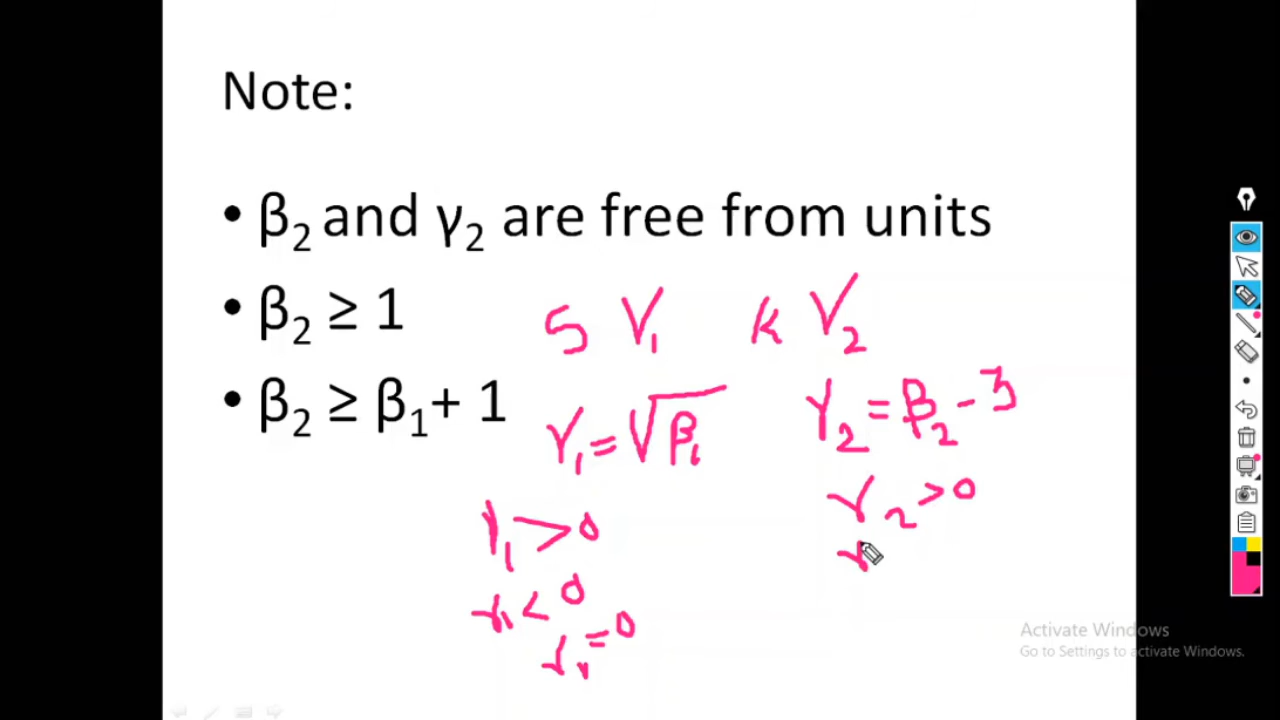 Note:
• β₂ and γ₂ are free from units
• β₂ ≥ 1
S γ₁ K γ₂
• β₂ ≥ β₁+ 1
γ₁ = √β₁
γ₂ = β₂ - 3
γ₁ > 0
γ₂ > 0
γ
γ₁ < 0
γ₁ = 0
Activate Windows
Go to Settings to activate Windows.